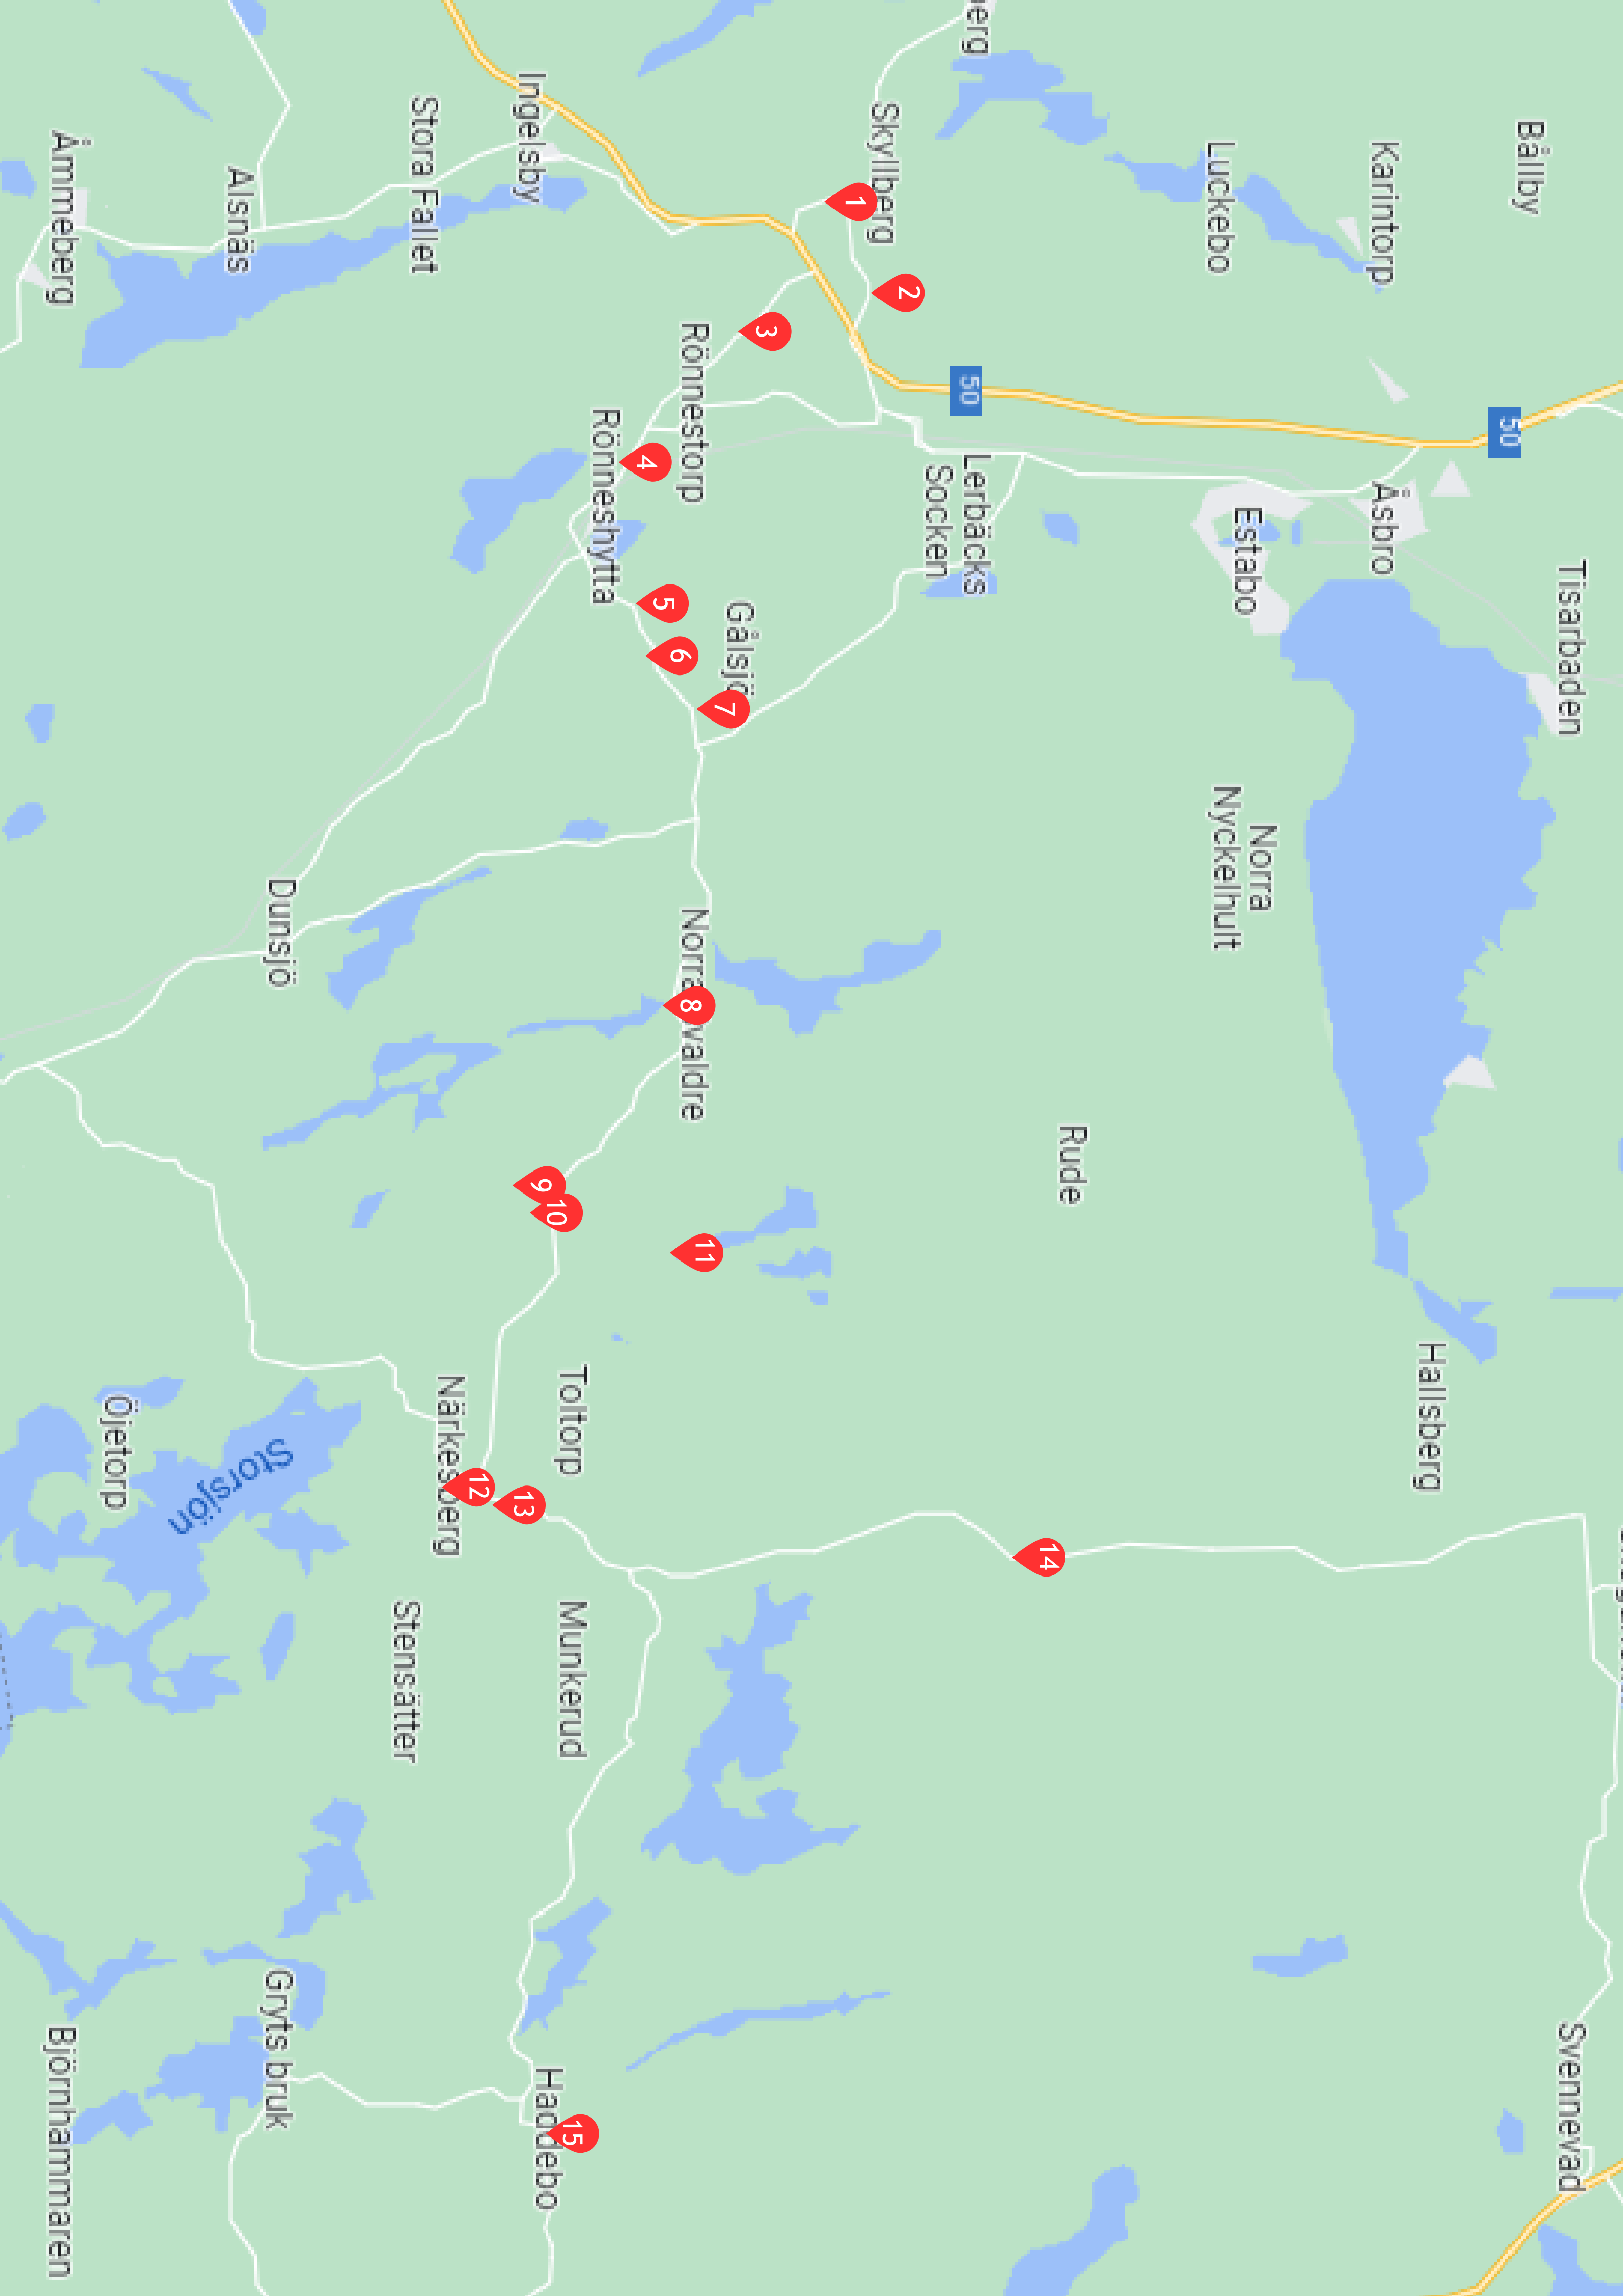 Tisarbaden
Svennevad
Bållby
50
Hallsberg
Karintorp
Åsbro
Norra
Nyckelhult
Estabo
Luckebo
Rude
14
erg
Lerbäcks
Socken
50
2
Skyllberg
1
3
Gålsjö
7
11
Rönnestorp
Norra
8
6
5
4
Rönneshytta
Toltorp
Munkerud
15
10
9
Haddebo
Ingelsby
13
12
Närkesberg
Stora Fallet
Stensätter
Dunsjö
Gryts bruk
Alsnäs
Storsjön
Öjetorp
Åmmeberg
Björnhammaren